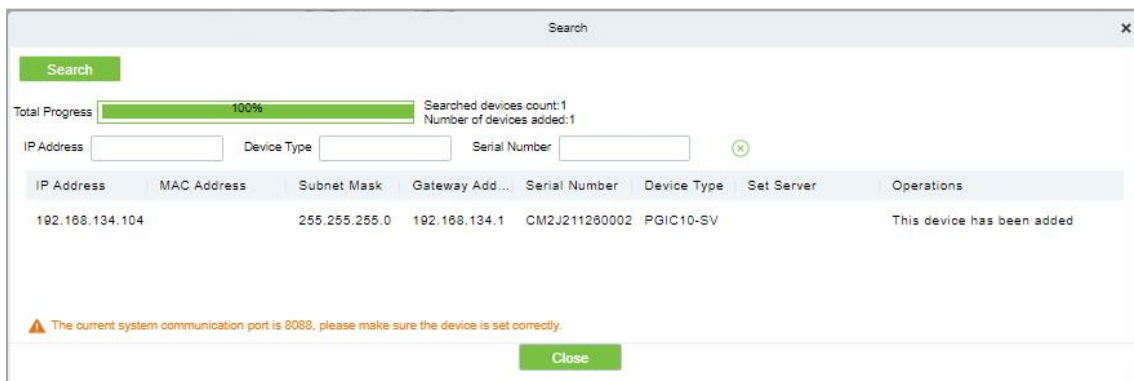 Search
Search
Total Progress 100% Searched devices count:1
Number of devices added:1
IP Address Device Type Serial Number
IP Address MAC Address Subnet Mask Gateway Add... Serial Number Device Type Set Server Operations
192.168.134.104 255.255.255.0 192.168.134.1 CM2J211260002 PGIC10-SV This device has been added
The current system communication port is 8088, please make sure the device is set correctly.
Close